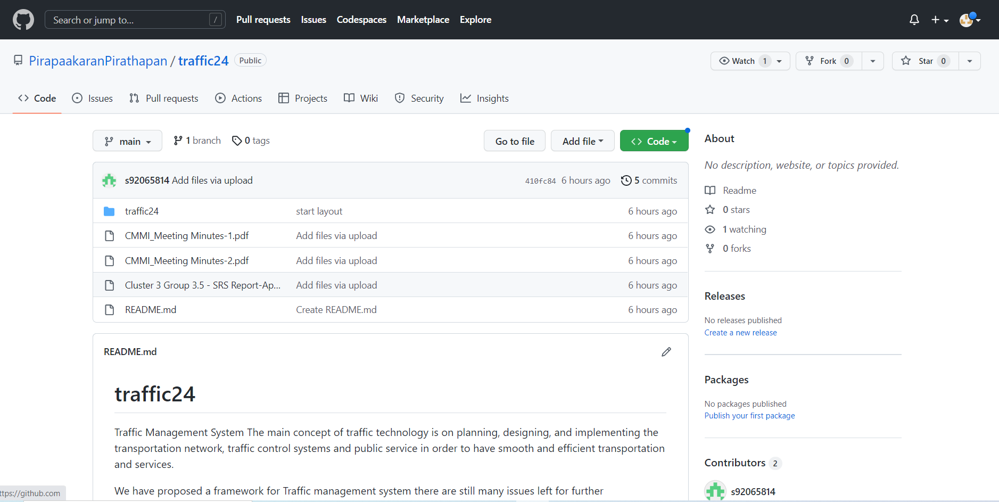 Search or jump to... / Pull requests Issues Codespaces Marketplace Explore
PirapaakaranPirathapan / traffic24 Public Watch 1 Fork 0 Star 0
Code Issues Pull requests Actions Projects Wiki Security Insights
main 1 branch 0 tags Go to file Add file Code
s92065814 Add files via upload 410fc84 6 hours ago 5 commits
traffic24 start layout 6 hours ago
CMMI_Meeting Minutes-1.pdf Add files via upload 6 hours ago
CMMI_Meeting Minutes-2.pdf Add files via upload 6 hours ago
Cluster 3 Group 3.5 - SRS Report-Ap... Add files via upload 6 hours ago
README.md Create README.md 6 hours ago
README.md
traffic24
Traffic Management System The main concept of traffic technology is on planning, designing, and implementing the
transportation network, traffic control systems and public service in order to have smooth and efficient transportation
and services.
We have proposed a framework for Traffic management system there are still many issues left for further
About
No description, website, or topics provided.
Readme
0 stars
1 watching
0 forks
Releases
No releases published
Create a new release
Packages
No packages published
Publish your first package
Contributors 2
s92065814
ttps://github.com